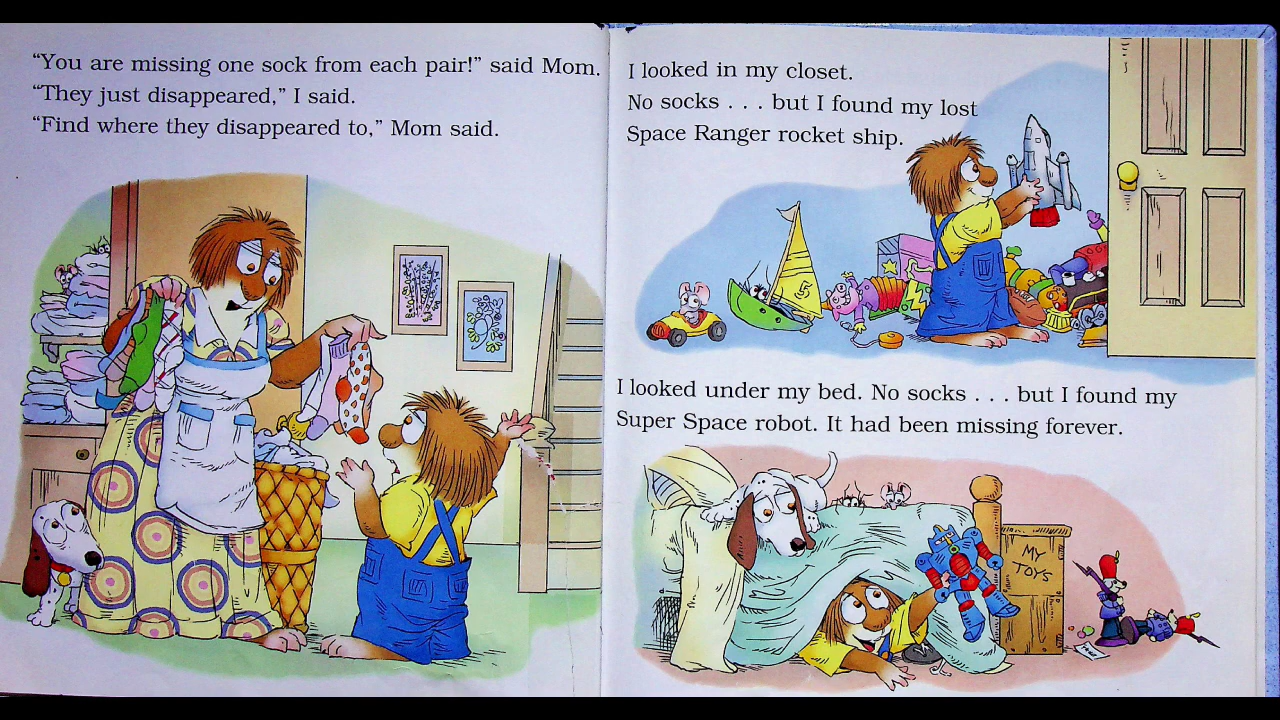 “You are missing one sock from each pair!” said Mom.
“They just disappeared,” I said.
“Find where they disappeared to,” Mom said.
I looked in my closet.
No socks . . . but I found my lost
Space Ranger rocket ship.
5
I looked under my bed. No socks . . . but I found my
Super Space robot. It had been missing forever.
MY
TOYS